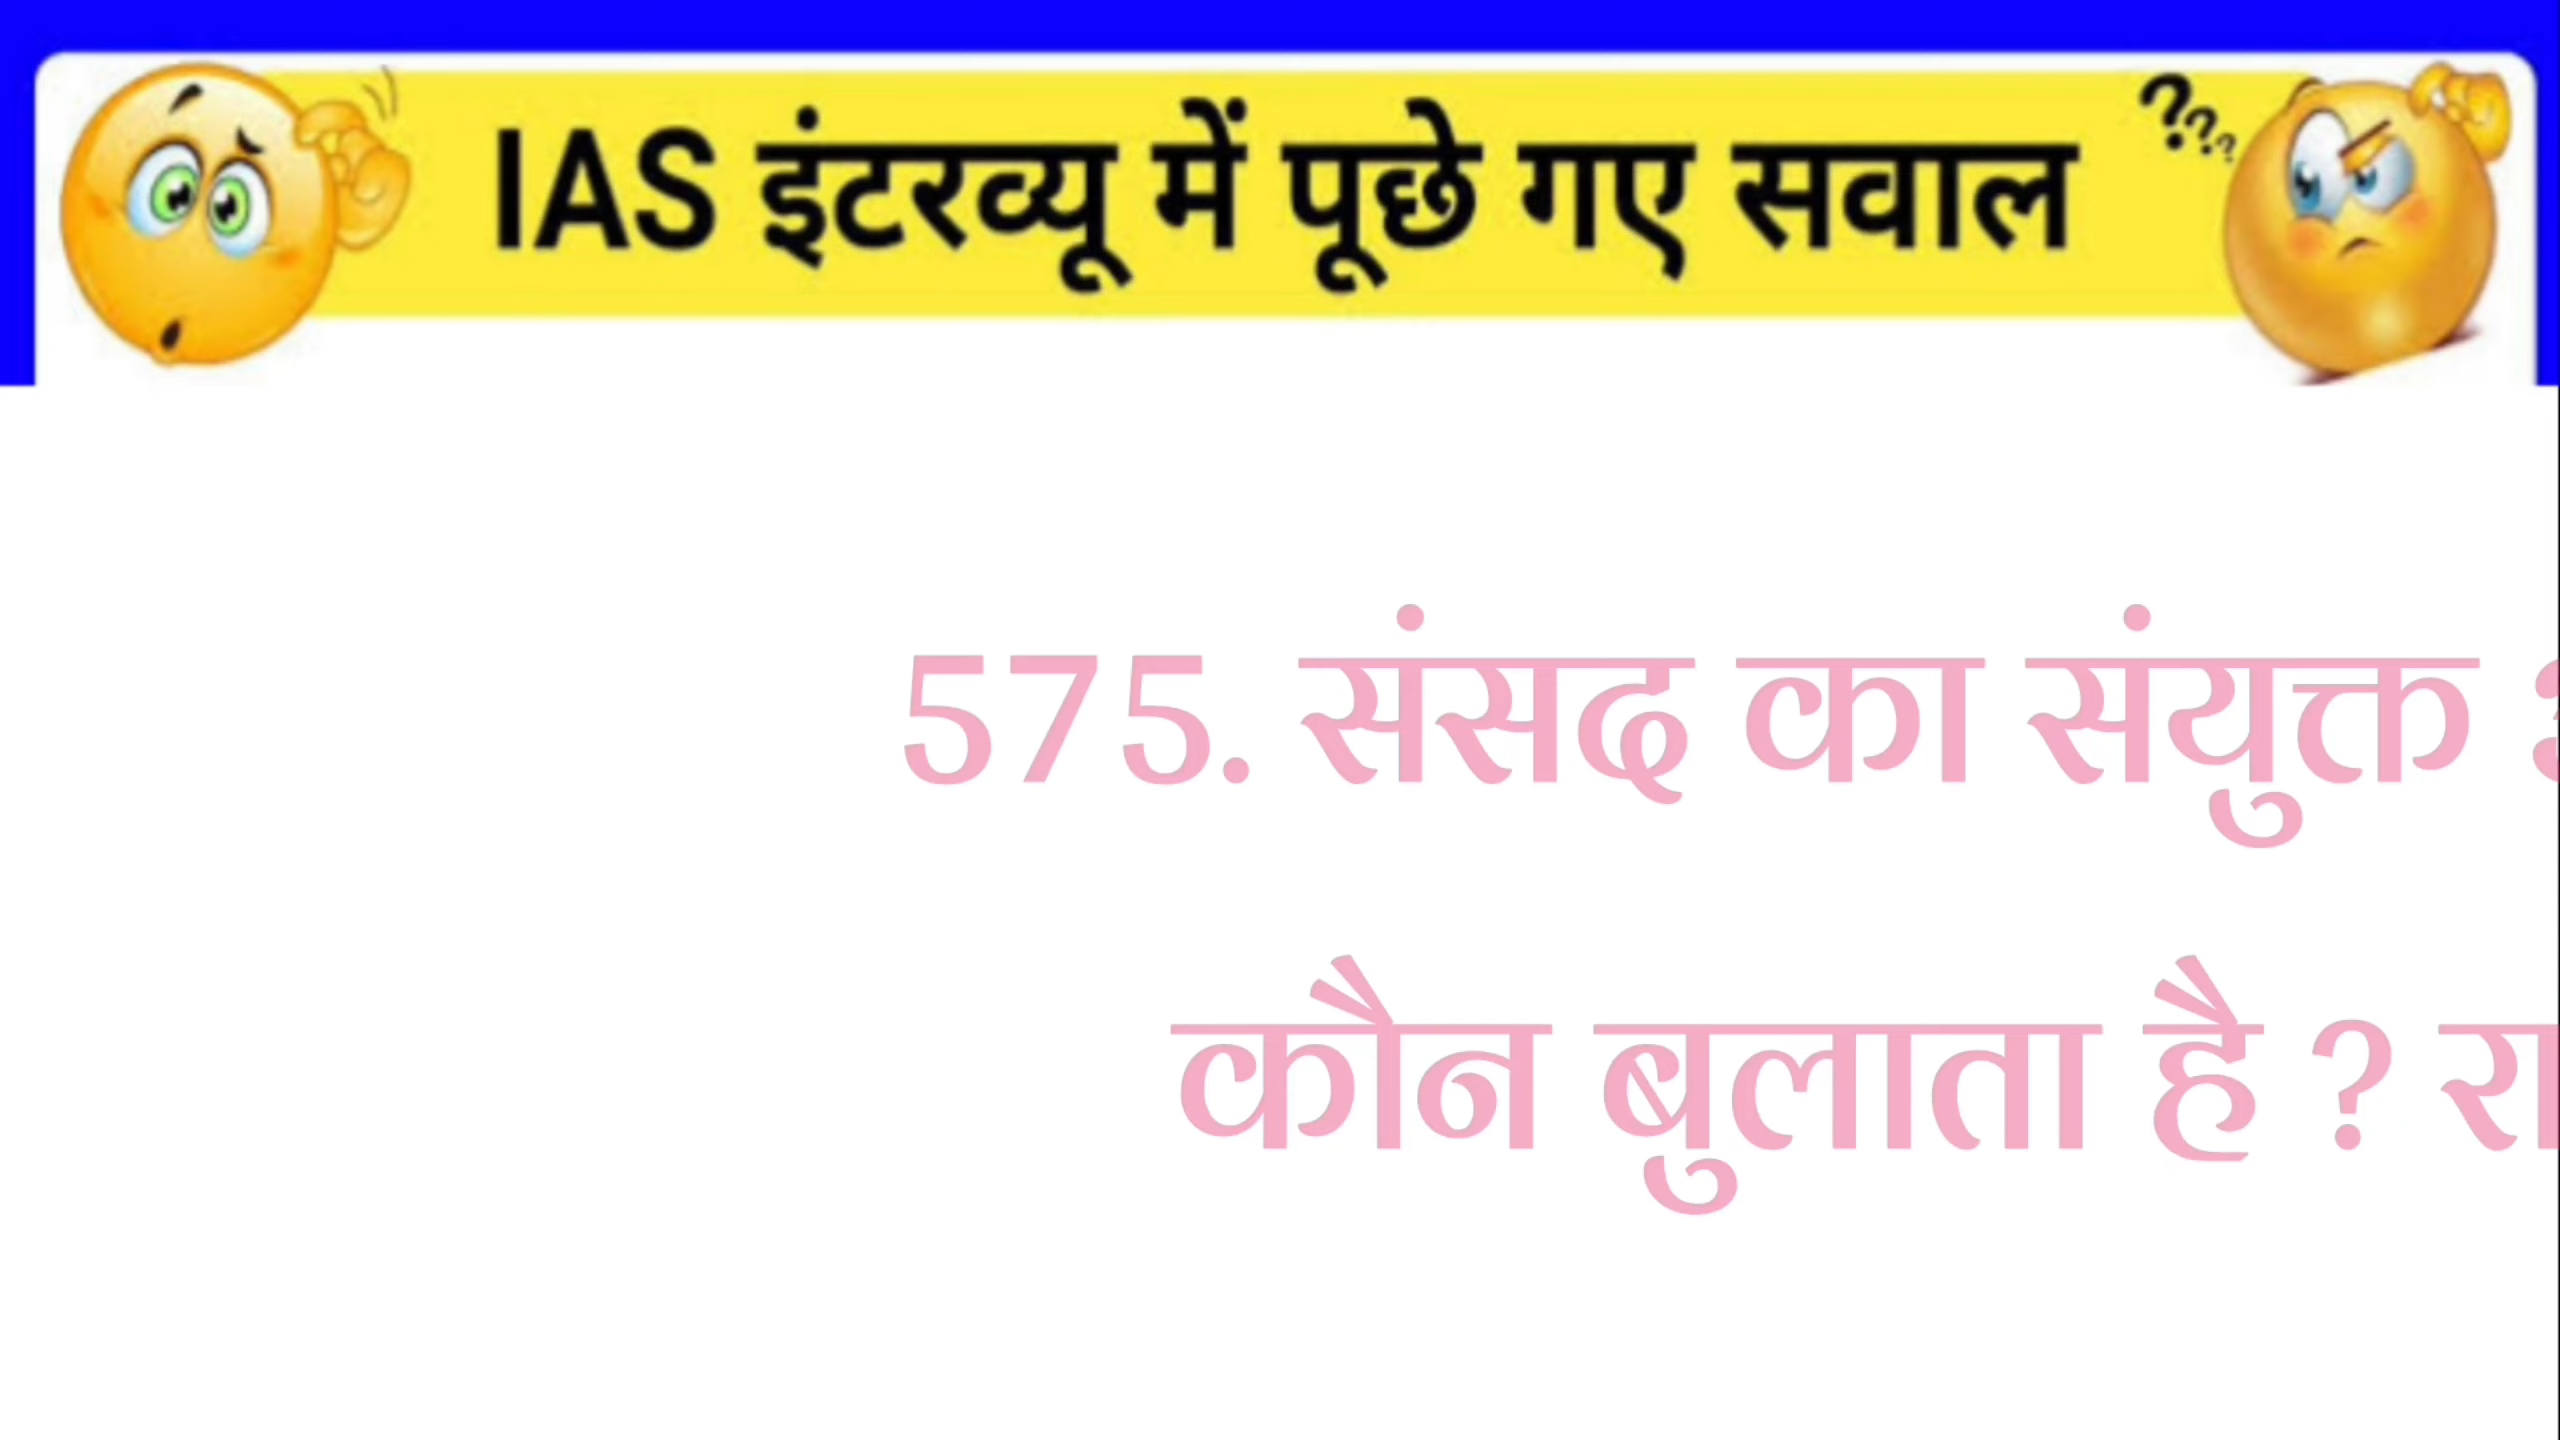 IAS इंटरव्यू में पूछे गए सवाल
???
575. संसद का संयुक्त
कौन बुलाता है ? रा